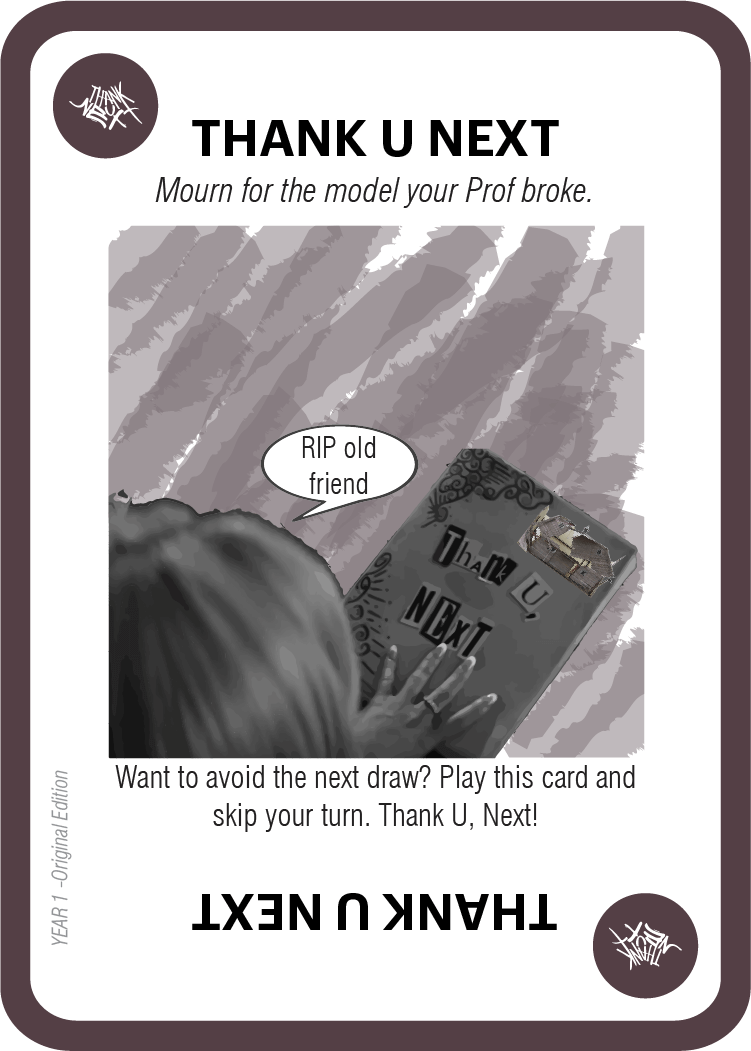 THANK
NEXT
THANK U NEXT
Mourn for the model your Prof broke.
RIP old
friend
Thank U,
NExT
Want to avoid the next draw? Play this card and
skip your turn. Thank U, Next!
YEAR 1 -Original Edition
THANK U NEXT
THANK
NEXT